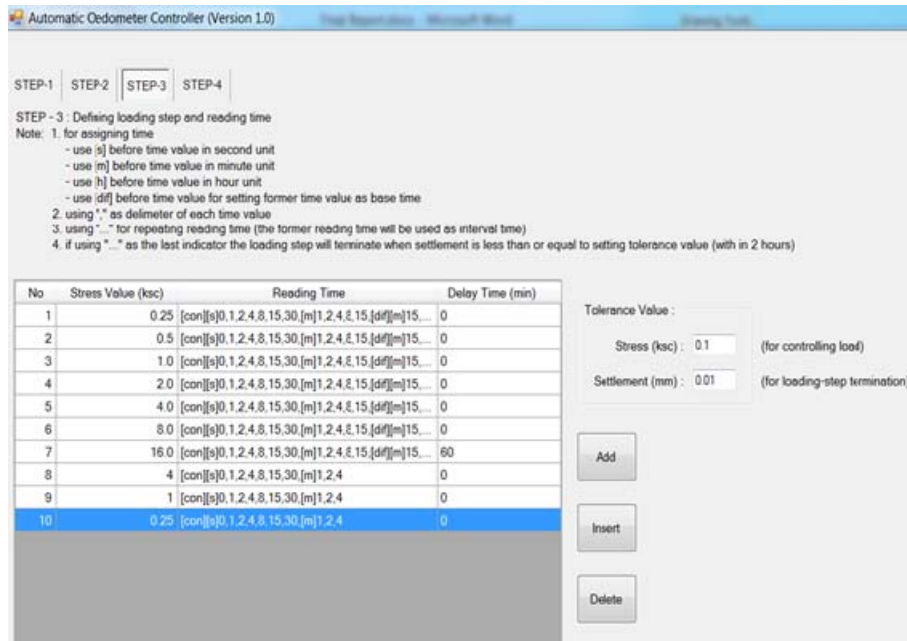 Automatic Oedometer Controller (Version 1.0)
STEP-1 STEP-2 STEP-3 STEP-4
STEP - 3 : Defining loading step and reading time
Note: 1. for assigning time
- use [s] before time value in second unit
- use [m] before time value in minute unit
- use [h] before time value in hour unit
- use [dif] before time value for setting former time value as base time
2. using "," as delimeter of each time value
3. using "..." for repeating reading time (the former reading time will be used as interval time)
4. if using "..." as the last indicator the loading step will terminate when settlement is less than or equal to setting tolerance value (with in 2 hours)
No Stress Value (ksc) Reading Time Delay Time (min)
1 0.25 [con][s]0,1,2,4,8,15,30,[m]1,2,4,8,15,[dif][m]15,... 0
2 0.5 [con][s]0,1,2,4,8,15,30,[m]1,2,4,8,15,[dif][m]15,... 0
3 1.0 [con][s]0,1,2,4,8,15,30,[m]1,2,4,8,15,[dif][m]15,... 0
4 2.0 [con][s]0,1,2,4,8,15,30,[m]1,2,4,8,15,[dif][m]15,... 0
5 4.0 [con][s]0,1,2,4,8,15,30,[m]1,2,4,8,15,[dif][m]15,... 0
6 8.0 [con][s]0,1,2,4,8,15,30,[m]1,2,4,8,15,[dif][m]15,... 0
7 16.0 [con][s]0,1,2,4,8,15,30,[m]1,2,4,8,15,[dif][m]15,... 60
8 4 [con][s]0,1,2,4,8,15,30,[m]1,2,4 0
9 1 [con][s]0,1,2,4,8,15,30,[m]1,2,4 0
10 0.25 [con][s]0,1,2,4,8,15,30,[m]1,2,4 0
Tolerance Value :
Stress (ksc) : 0.1 (for controlling load)
Settlement (mm) : 0.01 (for loading-step termination)
Add
Insert
Delete